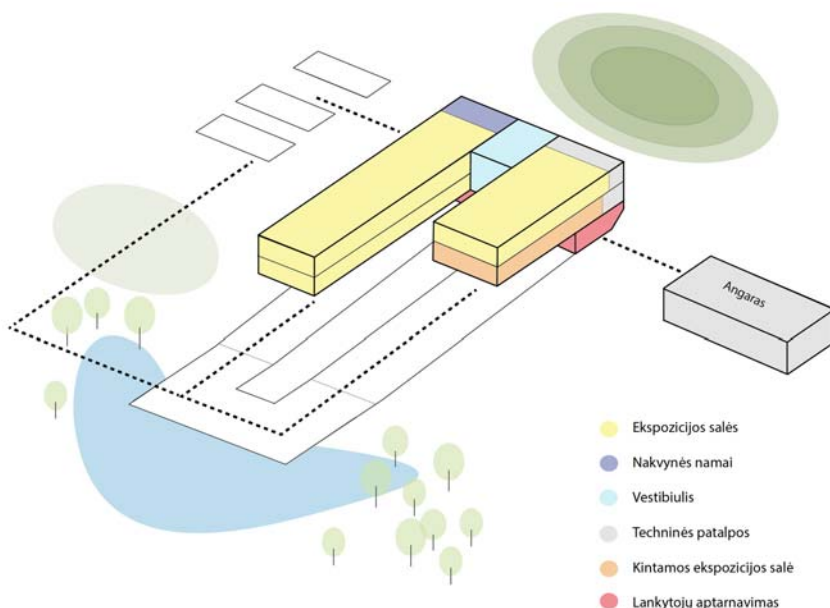 Angaras
Ekspozicijos salės
Nakvynės namai
Vestibiulis
Techninės patalpos
Kintamos ekspozicijos salė
Lankytojų aptarnavimas